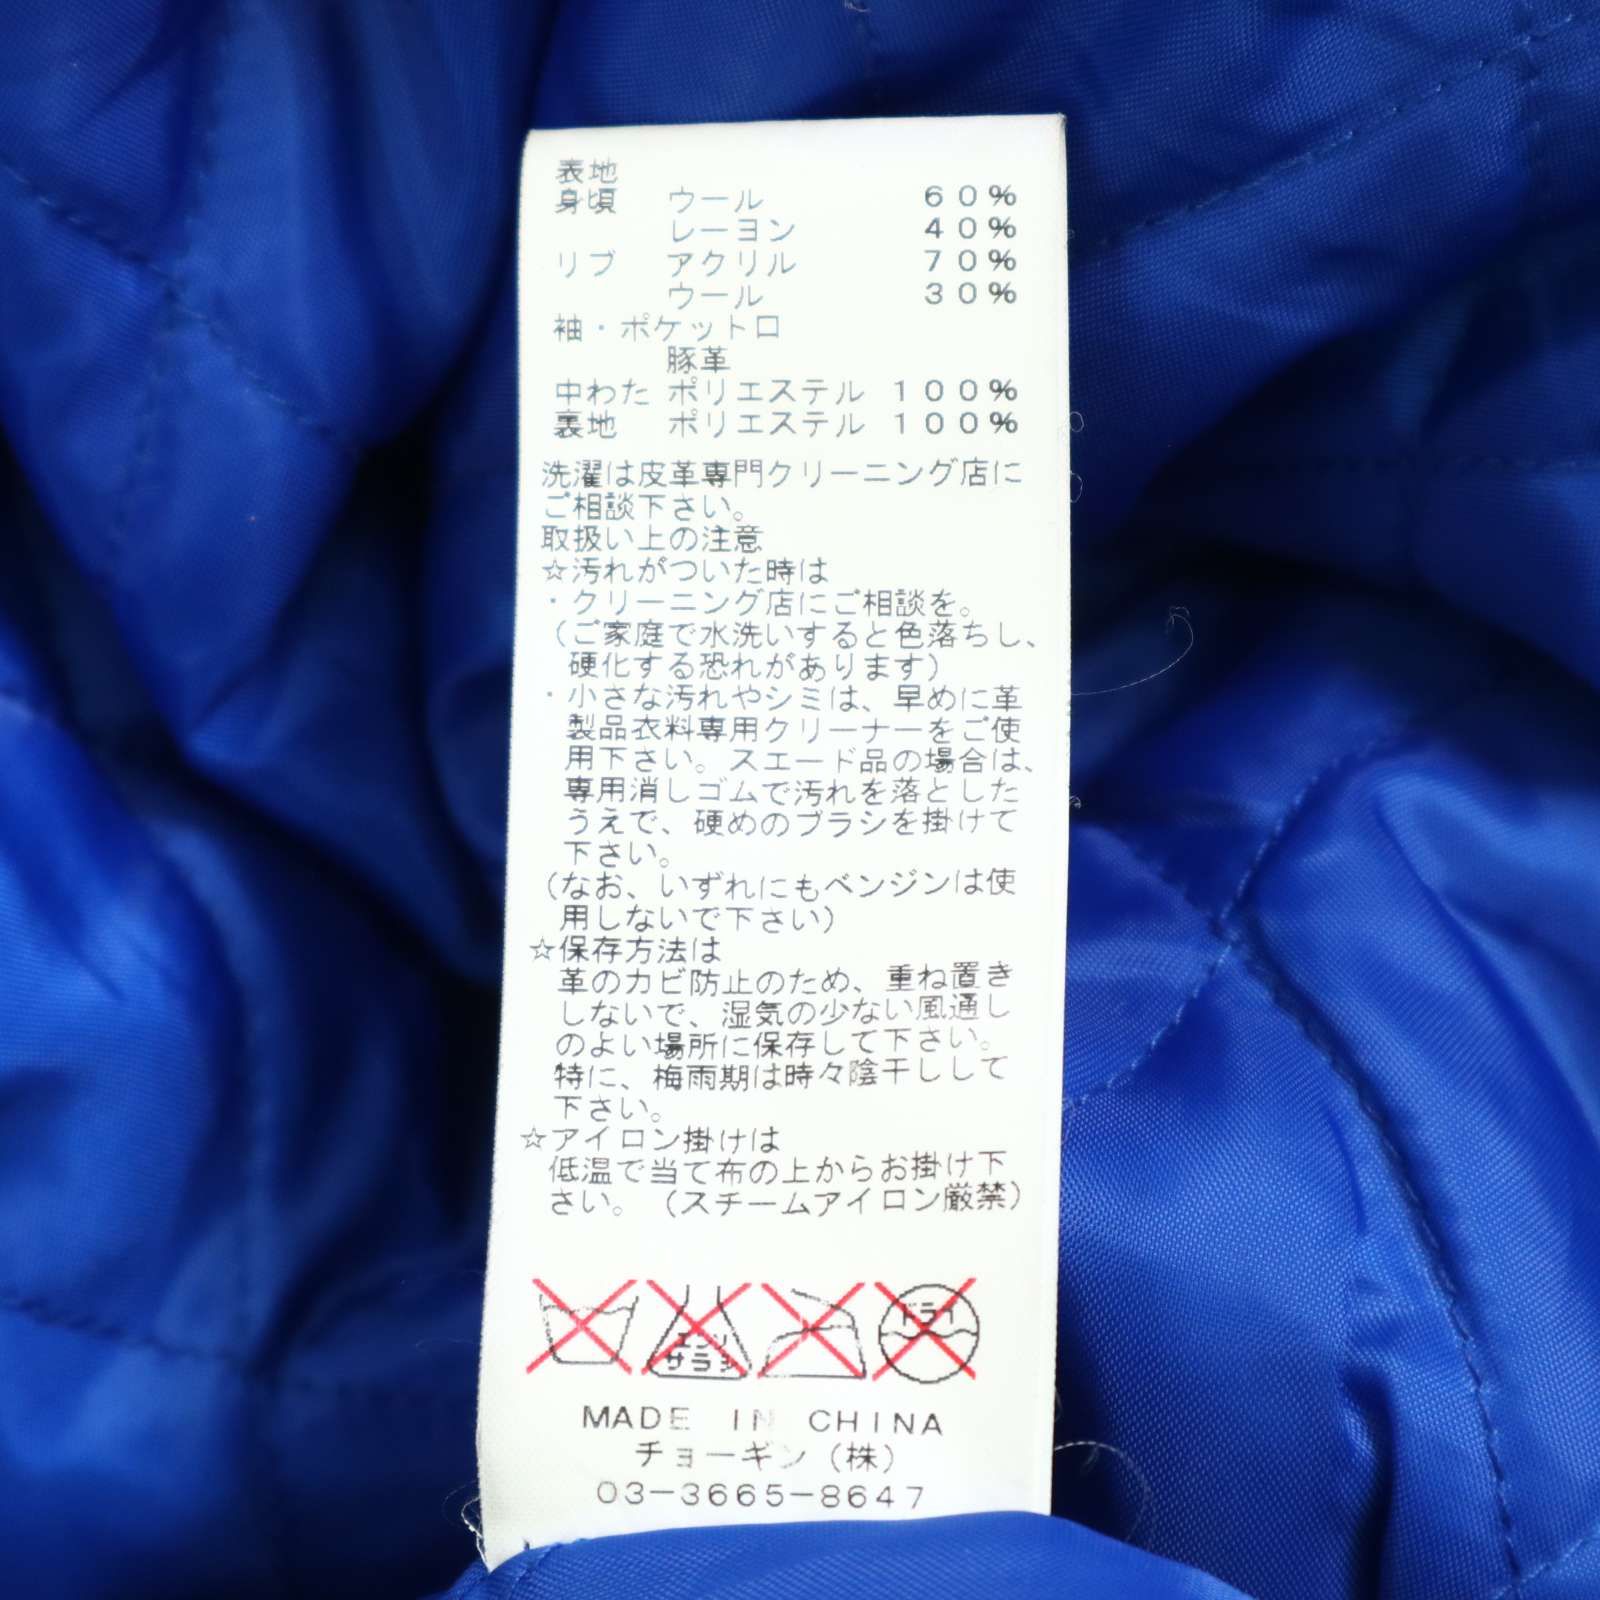 表地
身頃 ウール 60%
レーヨン 40%
リブ アクリル 70%
ウール 30%
袖・ポケット口
豚革
中わた ポリエステル 100%
裏地 ポリエステル 100%
洗濯は皮革専門クリーニング店に
ご相談下さい。
取扱い上の注意
☆汚れがついた時は
・クリーニング店にご相談を。
(ご家庭で水洗いすると色落ちし、
硬化する恐れがあります)
・小さな汚れやシミは、早めに革
製品衣料専用クリーナーをご使
用下さい。スエード品の場合は、
専用消しゴムで汚れを落とした
うえで、硬めのブラシを掛けて
下さい。
(なお、いずれにもベンジンは使
用しないで下さい)
☆保存方法は
革のカビ防止のため、重ね置き
しないで、湿気の少ない風通し
のよい場所に保存して下さい。
特に、梅雨期は時々陰干しして
下さい。
☆アイロン掛けは
低温で当て布の上からお掛け下
さい。(スチームアイロン厳禁)
エンソサラシ ドライ
MADE IN CHINA
チョーギン(株)
03-3665-8647